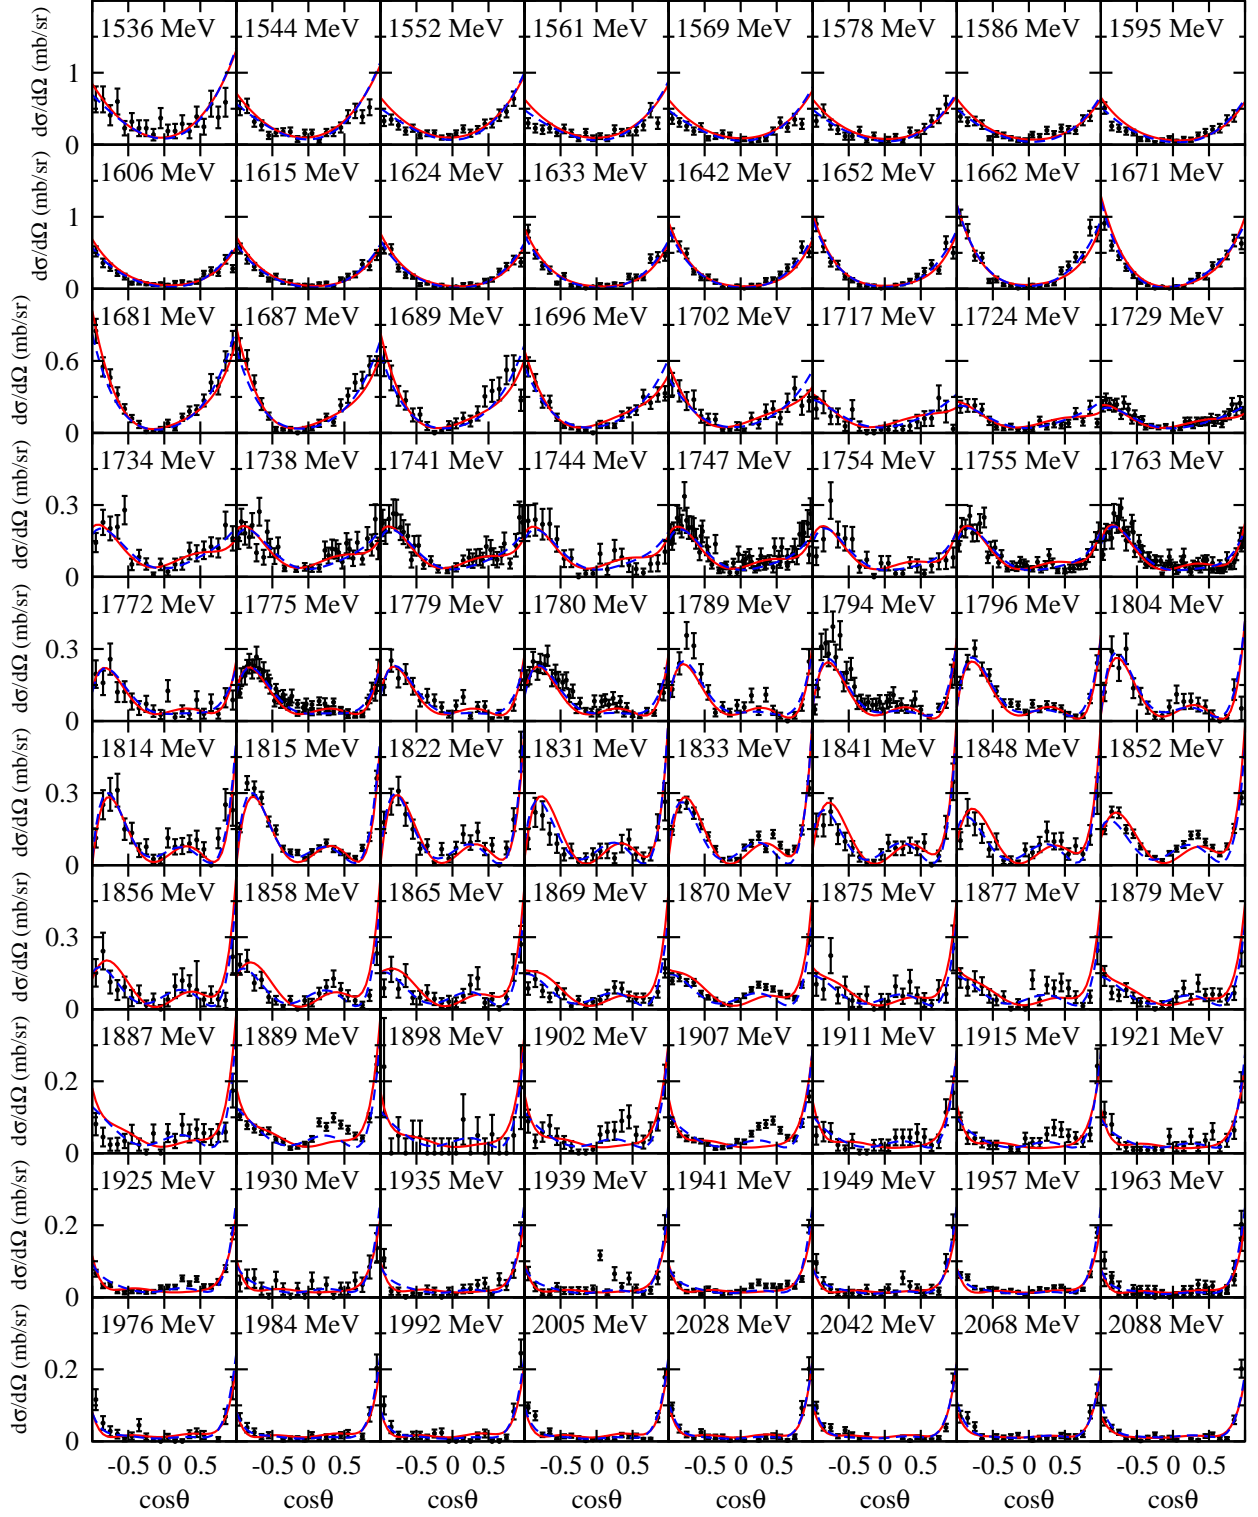 1536 MeV 1544 MeV 1552 MeV 1561 MeV 1569 MeV 1578 MeV 1586 MeV 1595 MeV
dσ/dΩ (mb/sr)
1
0
1606 MeV 1615 MeV 1624 MeV 1633 MeV 1642 MeV 1652 MeV 1662 MeV 1671 MeV
dσ/dΩ (mb/sr)
1
0
1681 MeV 1687 MeV 1689 MeV 1696 MeV 1702 MeV 1717 MeV 1724 MeV 1729 MeV
dσ/dΩ (mb/sr)
0.6
0
1734 MeV 1738 MeV 1741 MeV 1744 MeV 1747 MeV 1754 MeV 1755 MeV 1763 MeV
dσ/dΩ (mb/sr)
0.3
0
1772 MeV 1775 MeV 1779 MeV 1780 MeV 1789 MeV 1794 MeV 1796 MeV 1804 MeV
dσ/dΩ (mb/sr)
0.3
0
1814 MeV 1815 MeV 1822 MeV 1831 MeV 1833 MeV 1841 MeV 1848 MeV 1852 MeV
dσ/dΩ (mb/sr)
0.3
0
1856 MeV 1858 MeV 1865 MeV 1869 MeV 1870 MeV 1875 MeV 1877 MeV 1879 MeV
dσ/dΩ (mb/sr)
0.3
0
1887 MeV 1889 MeV 1898 MeV 1902 MeV 1907 MeV 1911 MeV 1915 MeV 1921 MeV
dσ/dΩ (mb/sr)
0.2
0
1925 MeV 1930 MeV 1935 MeV 1939 MeV 1941 MeV 1949 MeV 1957 MeV 1963 MeV
dσ/dΩ (mb/sr)
0.2
0
1976 MeV 1984 MeV 1992 MeV 2005 MeV 2028 MeV 2042 MeV 2068 MeV 2088 MeV
dσ/dΩ (mb/sr)
0.2
0
-0.5 0 0.5 -0.5 0 0.5 -0.5 0 0.5 -0.5 0 0.5 -0.5 0 0.5 -0.5 0 0.5 -0.5 0 0.5 -0.5 0 0.5
cosθ cosθ cosθ cosθ cosθ cosθ cosθ cosθ